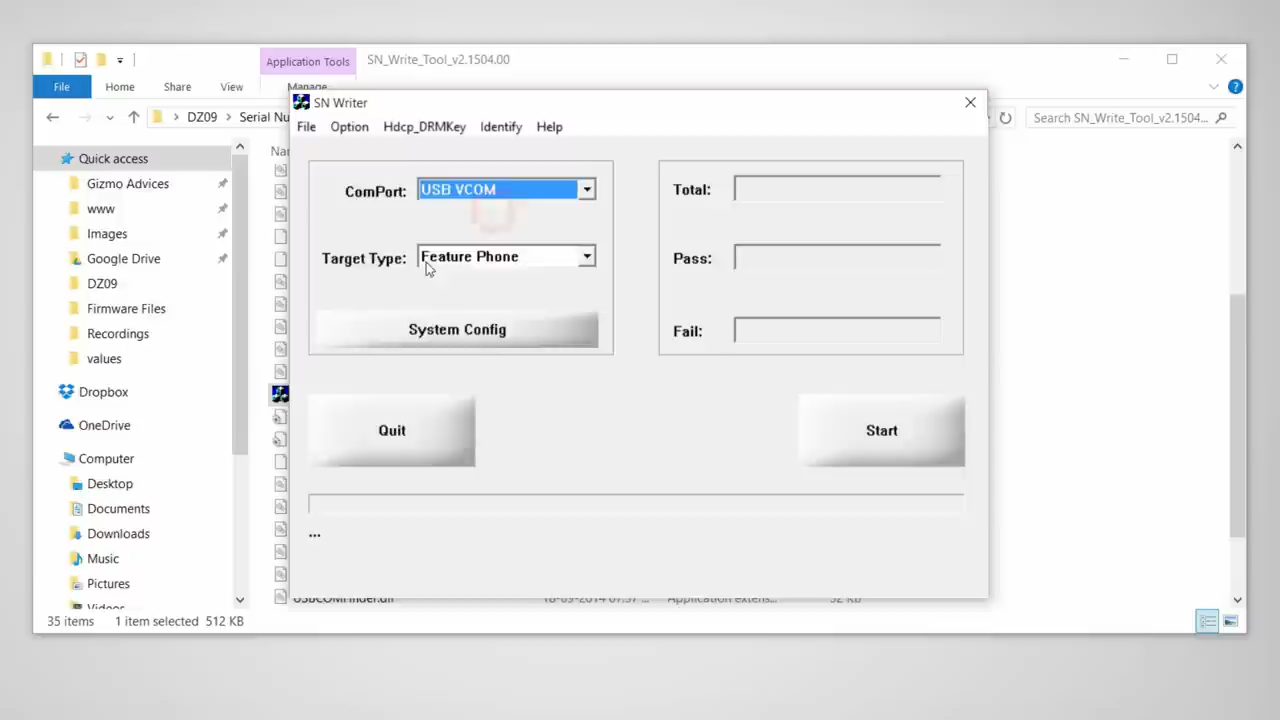 Application Tools
SN_Write_Tool_v2.1504.00
File
Home
Share
View
Manage
DZ09
Serial Nu
Search SN_Write_Tool_v2.1504...
SN Writer
File
Option
Hdcp_DRMKey
Identify
Help
Quick access
Gizmo Advices
www
Images
Google Drive
DZ09
Firmware Files
Recordings
values
Dropbox
OneDrive
Computer
Desktop
Documents
Downloads
Music
Pictures
Videos
Nar
ComPort:
USB VCOM
Target Type:
Feature Phone
System Config
Total:
Pass:
Fail:
Quit
Start
...
35 items
1 item selected 512 KB